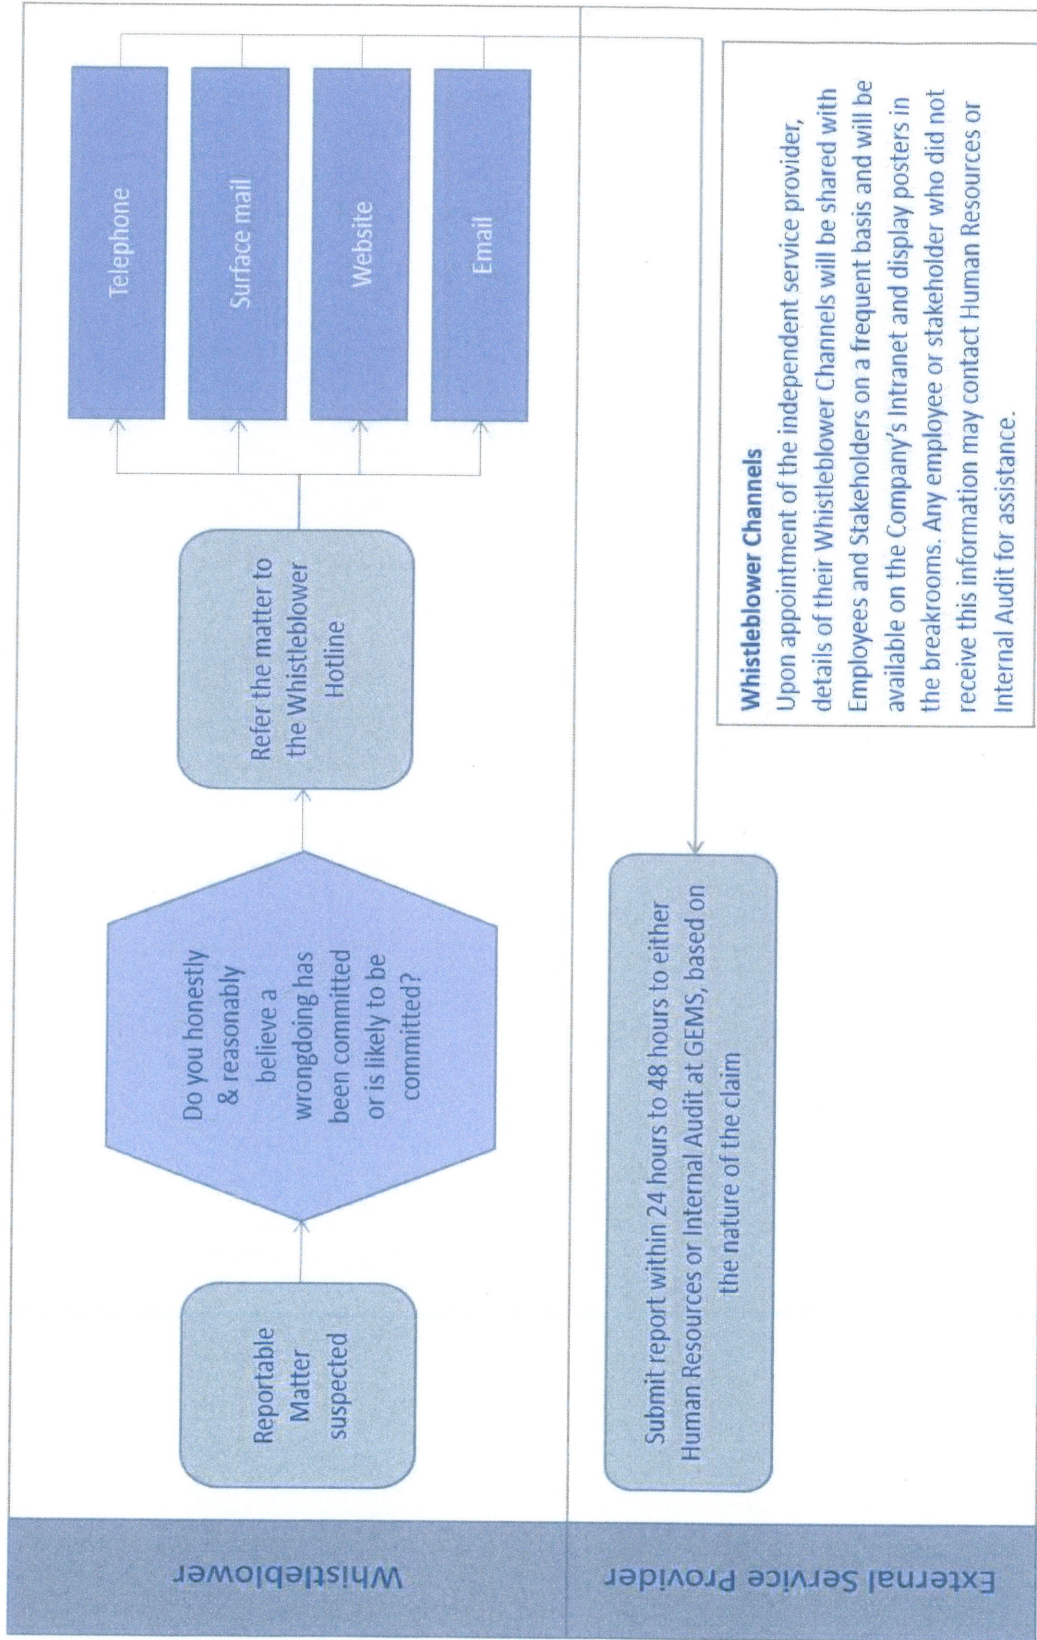 Whistleblower
Reportable
Matter
suspected
Do you honestly
& reasonably
believe a
wrongdoing has
been committed
or is likely to be
committed?
Refer the matter to
the Whistleblower
Hotline
Telephone
Surface mail
Website
Email
External Service Provider
Submit report within 24 hours to 48 hours to either
Human Resources or Internal Audit at GEMS, based on
the nature of the claim
Whistleblower Channels
Upon appointment of the independent service provider,
details of their Whistleblower Channels will be shared with
Employees and Stakeholders on a frequent basis and will be
available on the Company's Intranet and display posters in
the breakrooms. Any employee or stakeholder who did not
receive this information may contact Human Resources or
Internal Audit for assistance.